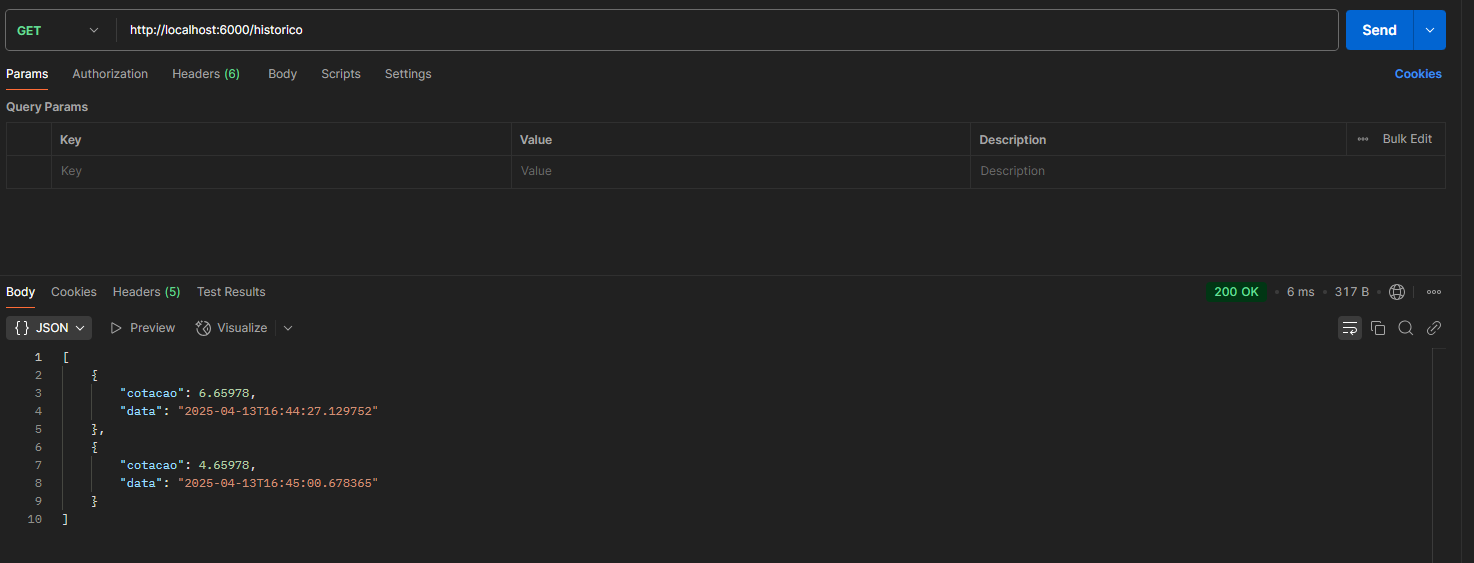 GET http://localhost:6000/historico Send
Params Authorization Headers (6) Body Scripts Settings Cookies
Query Params
Key Value Description Bulk Edit
Key Value Description
Body Cookies Headers (5) Test Results 200 OK • 6 ms • 317 B •
{} JSON Preview Visualize
1 [
2 {
3 "cotacao": 6.65978,
4 "data": "2025-04-13T16:44:27.129752"
5 },
6 {
7 "cotacao": 4.65978,
8 "data": "2025-04-13T16:45:00.678365"
9 }
10 ]